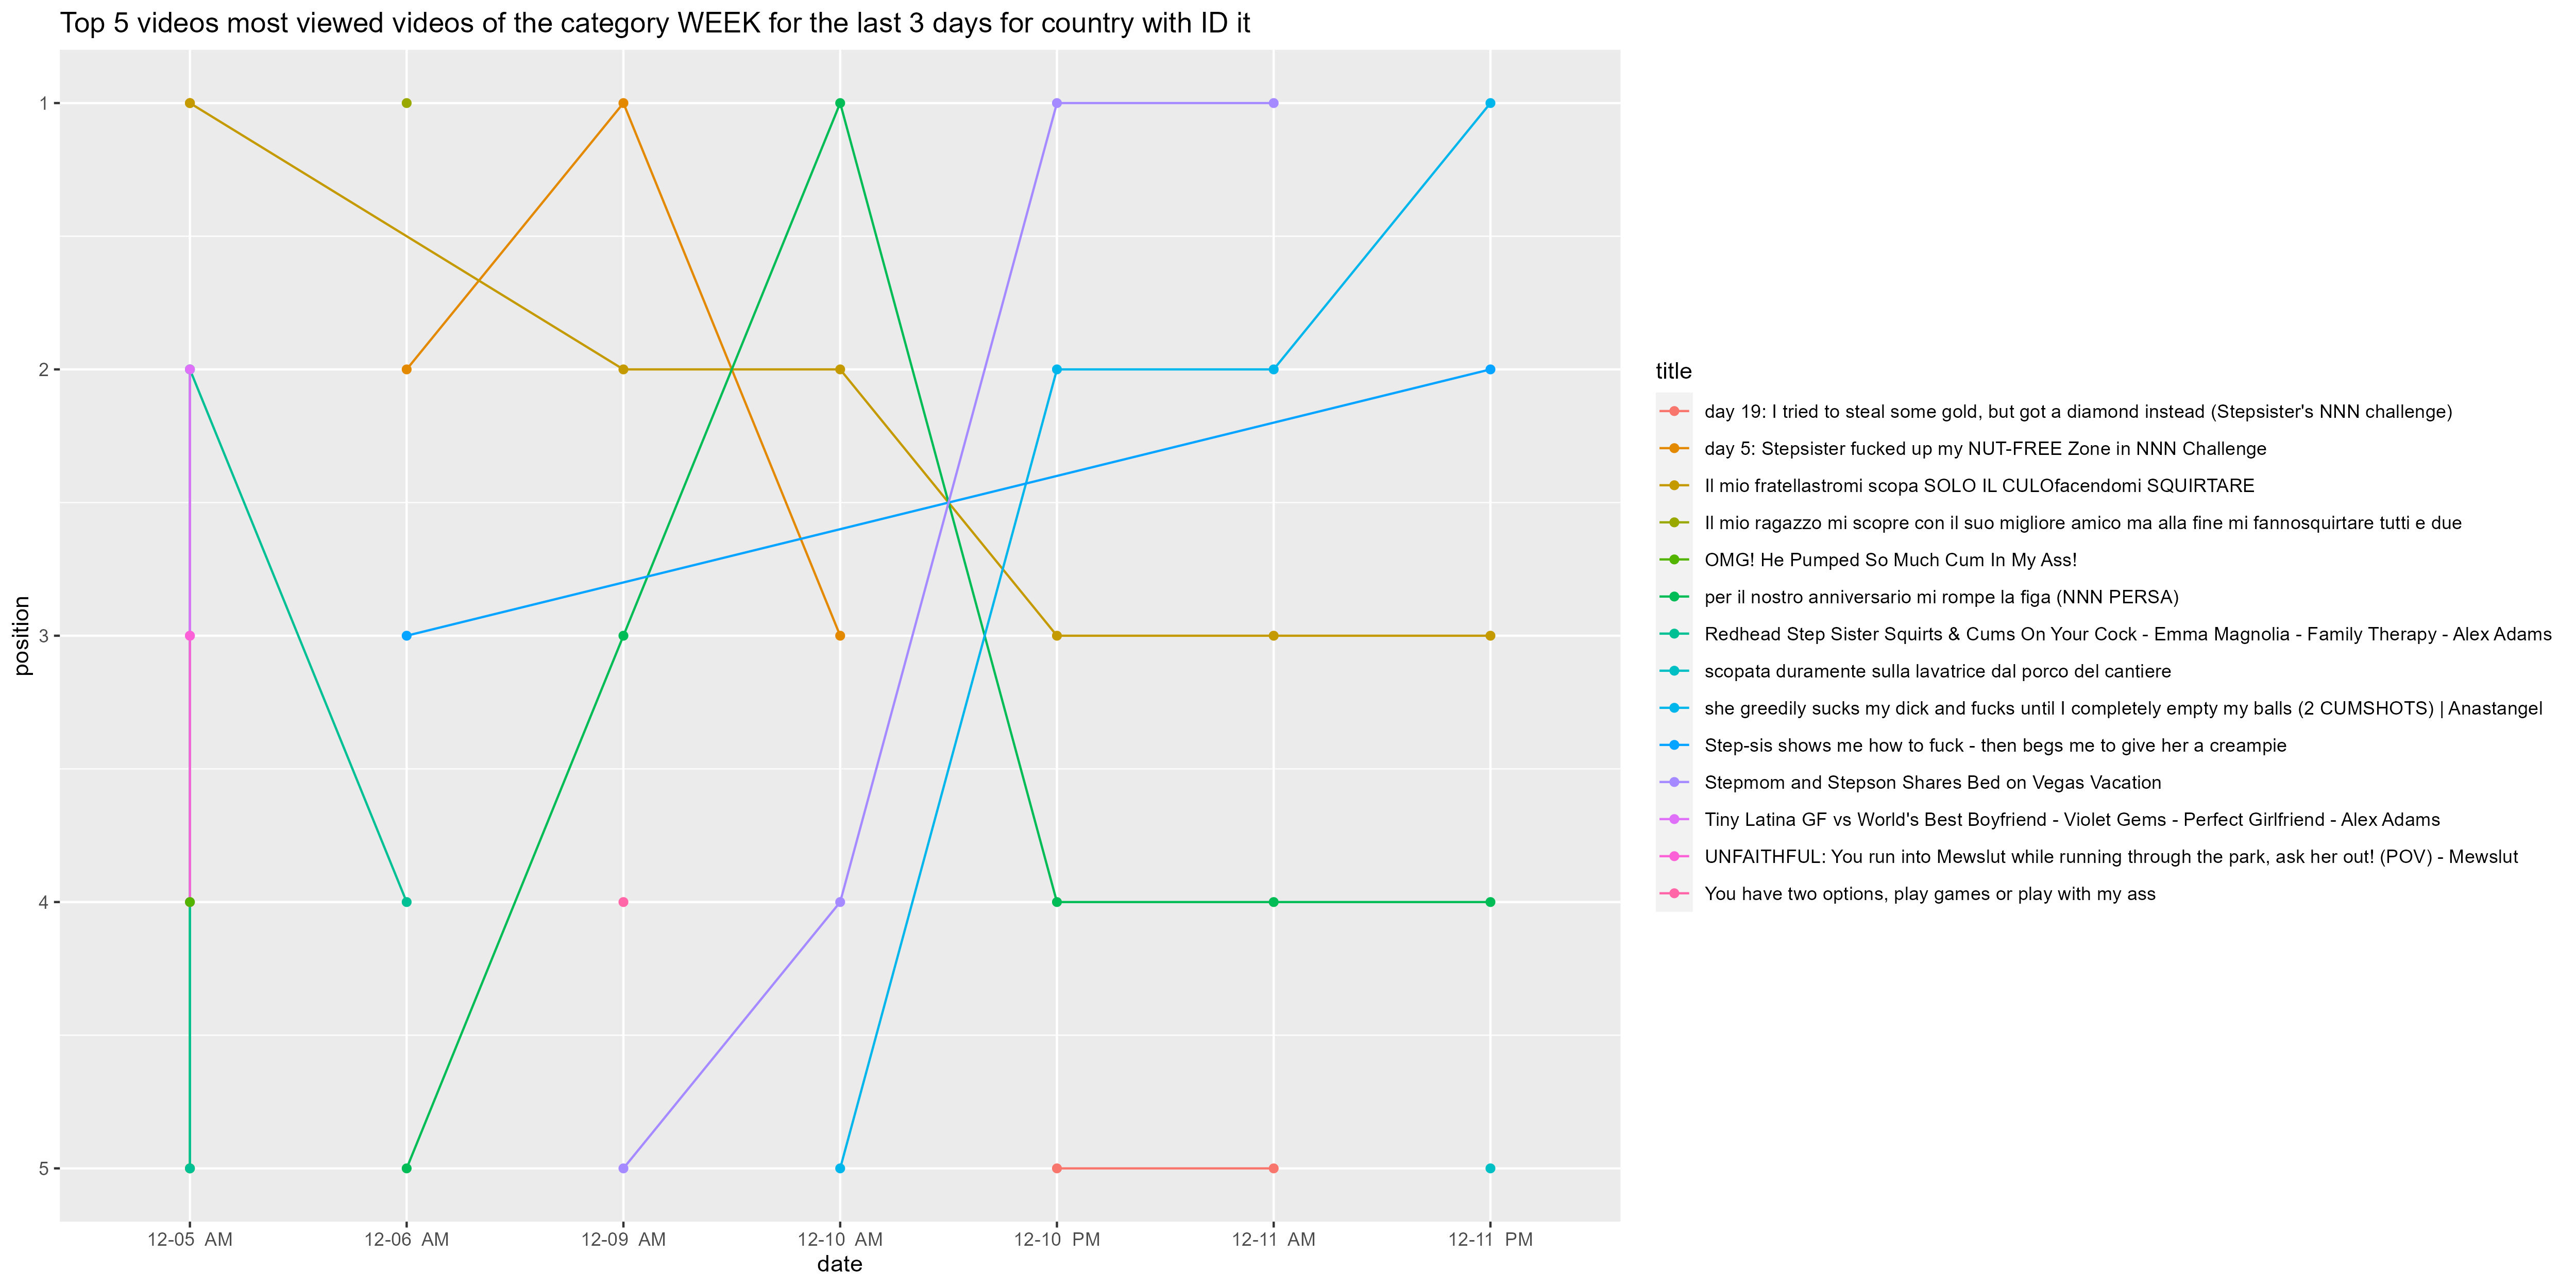 Top 5 videos most viewed videos of the category WEEK for the last 3 days for country with ID it
position
1
2
3
4
5
12-05 AM
12-06 AM
12-09 AM
12-10 AM
12-10 PM
12-11 AM
12-11 PM
date
title
day 19: I tried to steal some gold, but got a diamond instead (Stepsister's NNN challenge)
day 5: Stepsister fucked up my NUT-FREE Zone in NNN Challenge
Il mio fratellastromi scopa SOLO IL CULOfacendomi SQUIRTARE
Il mio ragazzo mi scopre con il suo migliore amico ma alla fine mi fannosquirtare tutti e due
OMG! He Pumped So Much Cum In My Ass!
per il nostro anniversario mi rompe la figa (NNN PERSA)
Redhead Step Sister Squirts & Cums On Your Cock - Emma Magnolia - Family Therapy - Alex Adams
scopata duramente sulla lavatrice dal porco del cantiere
she greedily sucks my dick and fucks until I completely empty my balls (2 CUMSHOTS) | Anastangel
Step-sis shows me how to fuck - then begs me to give her a creampie
Stepmom and Stepson Shares Bed on Vegas Vacation
Tiny Latina GF vs World's Best Boyfriend - Violet Gems - Perfect Girlfriend - Alex Adams
UNFAITHFUL: You run into Mewslut while running through the park, ask her out! (POV) - Mewslut
You have two options, play games or play with my ass